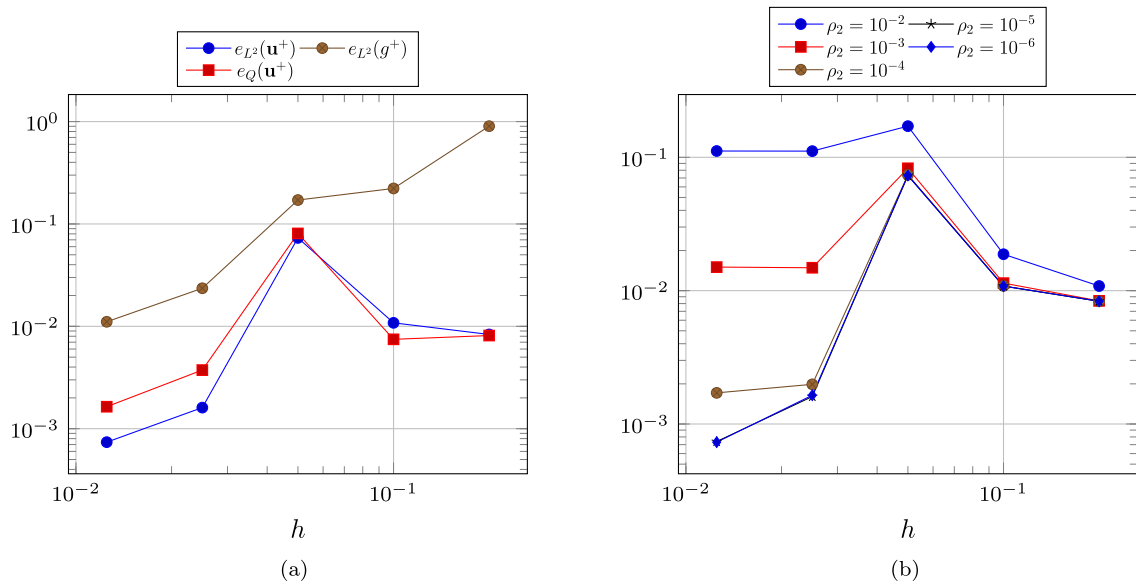 e_{L^2}(u^+) e_{L^2}(g^+)
e_Q(u^+)
10^0
10^{-1}
10^{-2}
10^{-3}
10^{-2} 10^{-1}
h
(a)
ρ_2 = 10^{-2} ρ_2 = 10^{-5}
ρ_2 = 10^{-3} ρ_2 = 10^{-6}
ρ_2 = 10^{-4}
10^{-1}
10^{-2}
10^{-3}
10^{-2} 10^{-1}
h
(b)